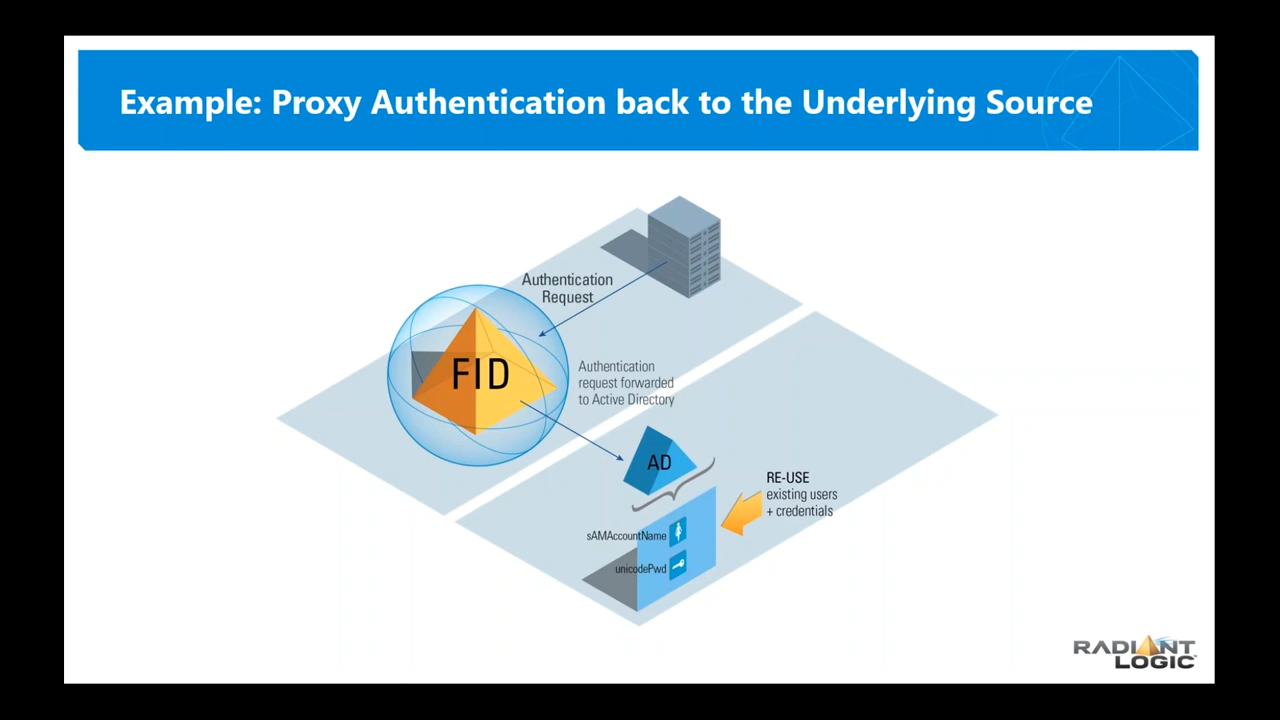 Example: Proxy Authentication back to the Underlying Source
Authentication
Request
FID
Authentication
request forwarded
to Active Directory
AD
RE-USE
existing users
+ credentials
sAMAccountName
unicodePwd
RADIANT
LOGIC